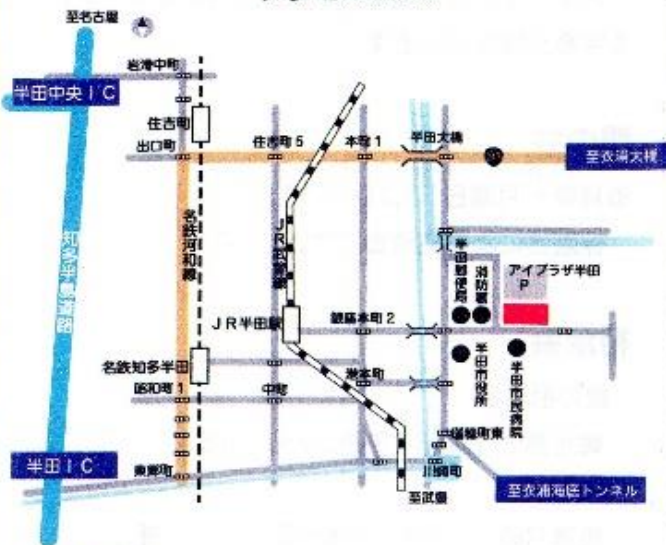 至名古屋
岩滑中町
半田中央IC
住吉町
出口町
住吉町5
本町1
半田大橋
至衣浦大橋
知多半島道路
名鉄河和線
JR武豊線
半田郵便局
消防署
アイプラザ半田
P
JR半田駅
銀座本町2
名鉄知多半田
港本町
半田市役所
半田市民病院
昭和町1
中町
瑞穂町東
半田IC
東郷町
川崎町
至武豊
至衣浦海底トンネル